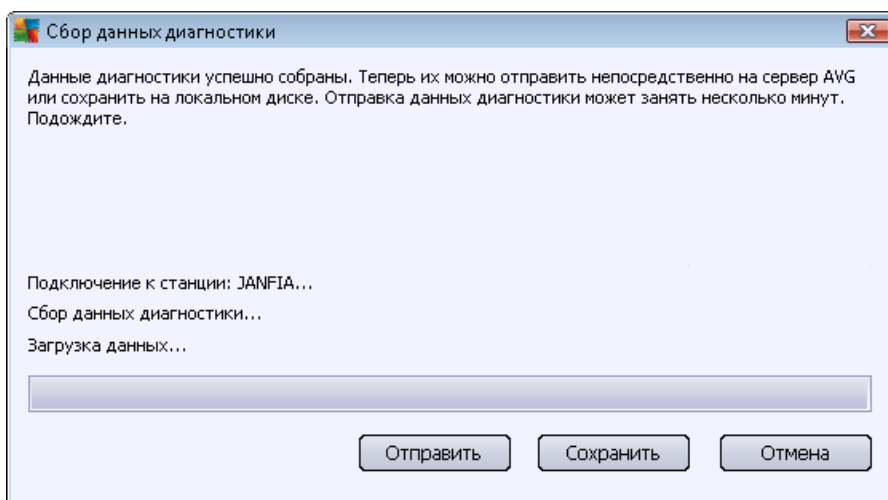 Сбор данных диагностики
Данные диагностики успешно собраны. Теперь их можно отправить непосредственно на сервер AVG
или сохранить на локальном диске. Отправка данных диагностики может занять несколько минут.
Подождите.
Подключение к станции: JANFIA...
Сбор данных диагностики...
Загрузка данных...
Отправить Сохранить Отмена